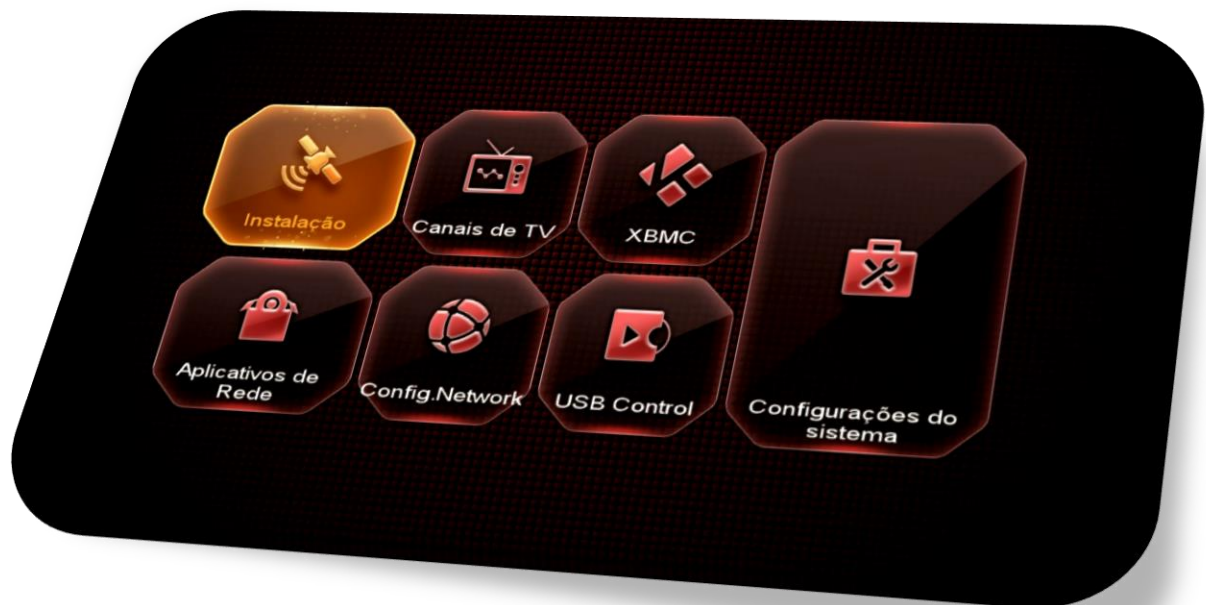 Instalação
Canais de TV
XBMC
Aplicativos de
Rede
Config.Network
USB Control
Configurações do
sistema